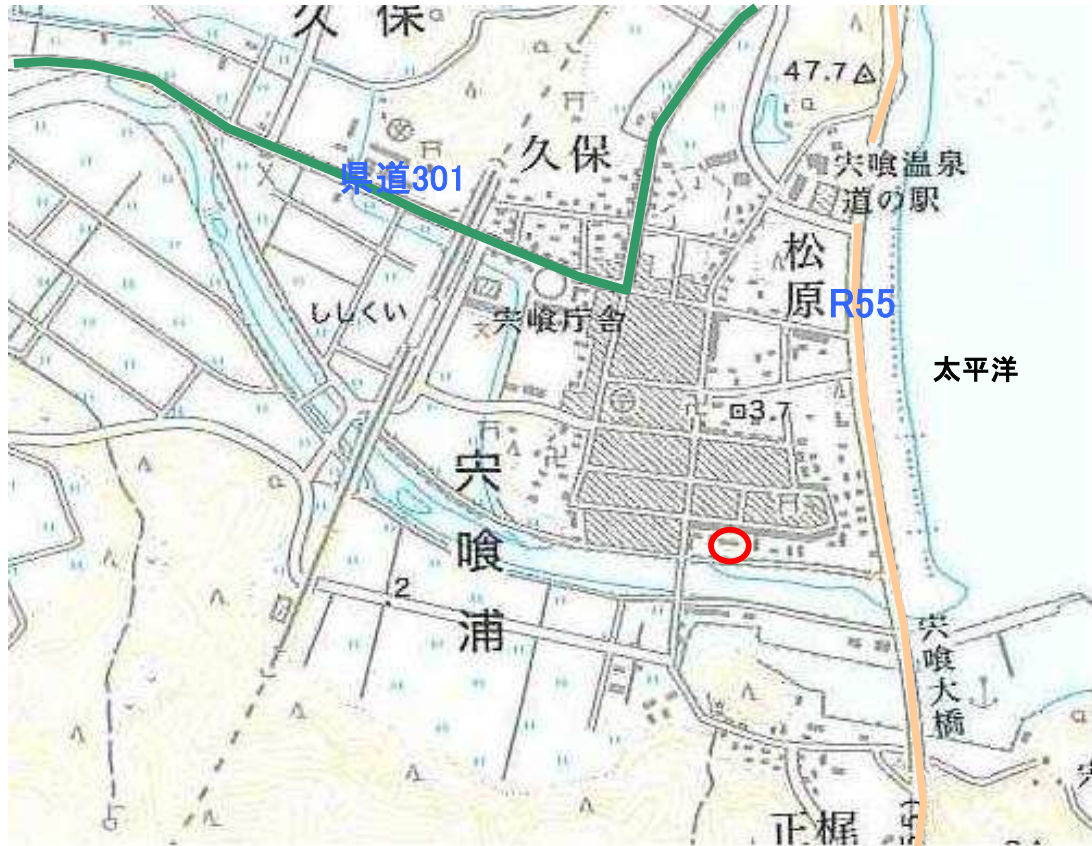 久保
47.7
久保
県道301
宍喰温泉
道の駅
松原
R55
ししくい
宍喰庁舎
太平洋
3.7
宍喰浦
2
宍喰大橋
正梶